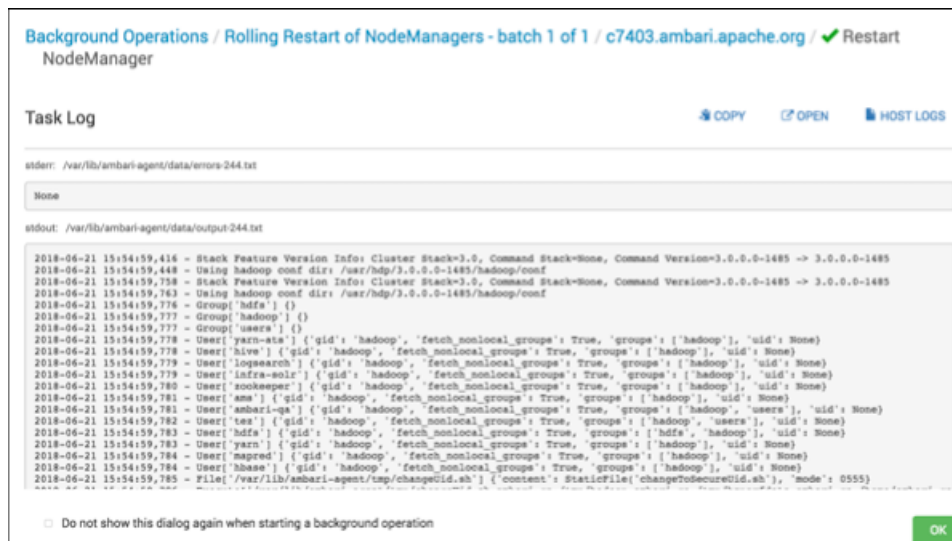 Background Operations / Rolling Restart of NodeManagers - batch 1 of 1 / c7403.ambari.apache.org / ✔ Restart
NodeManager
Task Log
COPY
OPEN
HOST LOGS
stderr: /var/lib/ambari-agent/data/errors-244.txt
None
stdout: /var/lib/ambari-agent/data/output-244.txt
2018-06-21 15:54:59,416 - Stack Feature Version Info: Cluster Stack=3.0, Command Stack=None, Command Version=3.0.0.0-1485 -> 3.0.0.0-1485
2018-06-21 15:54:59,448 - Using hadoop conf dir: /usr/hdp/3.0.0.0-1485/hadoop/conf
2018-06-21 15:54:59,758 - Stack Feature Version Info: Cluster Stack=3.0, Command Stack=None, Command Version=3.0.0.0-1485 -> 3.0.0.0-1485
2018-06-21 15:54:59,763 - Using hadoop conf dir: /usr/hdp/3.0.0.0-1485/hadoop/conf
2018-06-21 15:54:59,776 - Group['hdfs'] {}
2018-06-21 15:54:59,777 - Group['hadoop'] {}
2018-06-21 15:54:59,777 - Group['users'] {}
2018-06-21 15:54:59,778 - User['yarn-ats'] {'gid': 'hadoop', 'fetch_nonlocal_groups': True, 'groups': ['hadoop'], 'uid': None}
2018-06-21 15:54:59,778 - User['hive'] {'gid': 'hadoop', 'fetch_nonlocal_groups': True, 'groups': ['hadoop'], 'uid': None}
2018-06-21 15:54:59,779 - User['logsearch'] {'gid': 'hadoop', 'fetch_nonlocal_groups': True, 'groups': ['hadoop'], 'uid': None}
2018-06-21 15:54:59,779 - User['infra-solr'] {'gid': 'hadoop', 'fetch_nonlocal_groups': True, 'groups': ['hadoop'], 'uid': None}
2018-06-21 15:54:59,780 - User['zookeeper'] {'gid': 'hadoop', 'fetch_nonlocal_groups': True, 'groups': ['hadoop'], 'uid': None}
2018-06-21 15:54:59,781 - User['ams'] {'gid': 'hadoop', 'fetch_nonlocal_groups': True, 'groups': ['hadoop'], 'uid': None}
2018-06-21 15:54:59,781 - User['ambari-qa'] {'gid': 'hadoop', 'fetch_nonlocal_groups': True, 'groups': ['hadoop', 'users'], 'uid': None}
2018-06-21 15:54:59,782 - User['tez'] {'gid': 'hadoop', 'fetch_nonlocal_groups': True, 'groups': ['hadoop', 'users'], 'uid': None}
2018-06-21 15:54:59,783 - User['hdfs'] {'gid': 'hadoop', 'fetch_nonlocal_groups': True, 'groups': ['hdfs', 'hadoop'], 'uid': None}
2018-06-21 15:54:59,783 - User['yarn'] {'gid': 'hadoop', 'fetch_nonlocal_groups': True, 'groups': ['hadoop'], 'uid': None}
2018-06-21 15:54:59,784 - User['mapred'] {'gid': 'hadoop', 'fetch_nonlocal_groups': True, 'groups': ['hadoop'], 'uid': None}
2018-06-21 15:54:59,784 - User['hbase'] {'gid': 'hadoop', 'fetch_nonlocal_groups': True, 'groups': ['hadoop'], 'uid': None}
2018-06-21 15:54:59,785 - File['/var/lib/ambari-agent/tmp/changeUid.sh'] {'content': StaticFile('changeToSecureUid.sh'), 'mode': 0555}
Do not show this dialog again when starting a background operation
OK